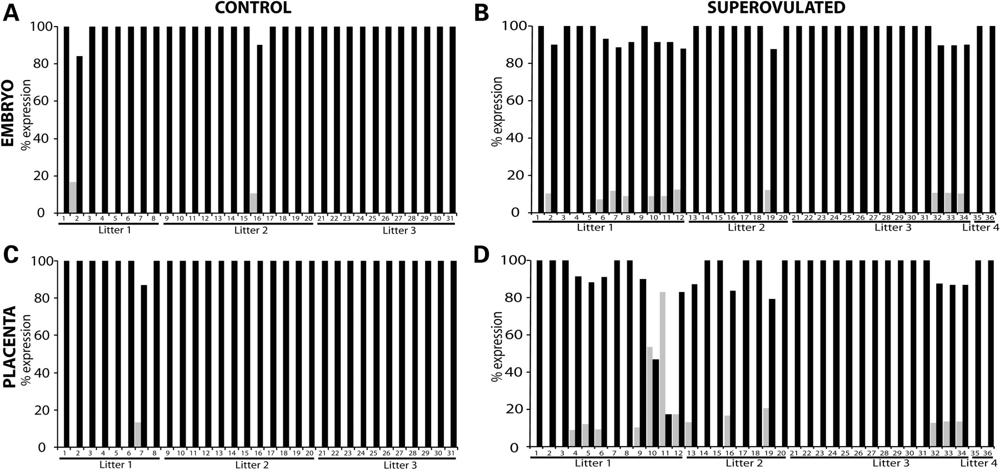 CONTROL
SUPEROVULATED
A
EMBRYO
% expression
100
80
60
40
20
0
1 2 3 4 5 6 7 8 9 10 11 12 13 14 15 16 17 18 19 20 21 22 23 24 25 26 27 28 29 30 31
Litter 1 Litter 2 Litter 3
B
% expression
100
80
60
40
20
0
1 2 3 4 5 6 7 8 9 10 11 12 13 14 15 16 17 18 19 20 21 22 23 24 25 26 27 28 29 30 31 32 33 34 35 36
Litter 1 Litter 2 Litter 3 Litter 4
C
PLACENTA
% expression
100
80
60
40
20
0
1 2 3 4 5 6 7 8 9 10 11 12 13 14 15 16 17 18 19 20 21 22 23 24 25 26 27 28 29 30 31
Litter 1 Litter 2 Litter 3
D
% expression
100
80
60
40
20
0
1 2 3 4 5 6 7 8 9 10 11 12 13 14 15 16 17 18 19 20 21 22 23 24 25 26 27 28 29 30 31 32 33 34 35 36
Litter 1 Litter 2 Litter 3 Litter 4